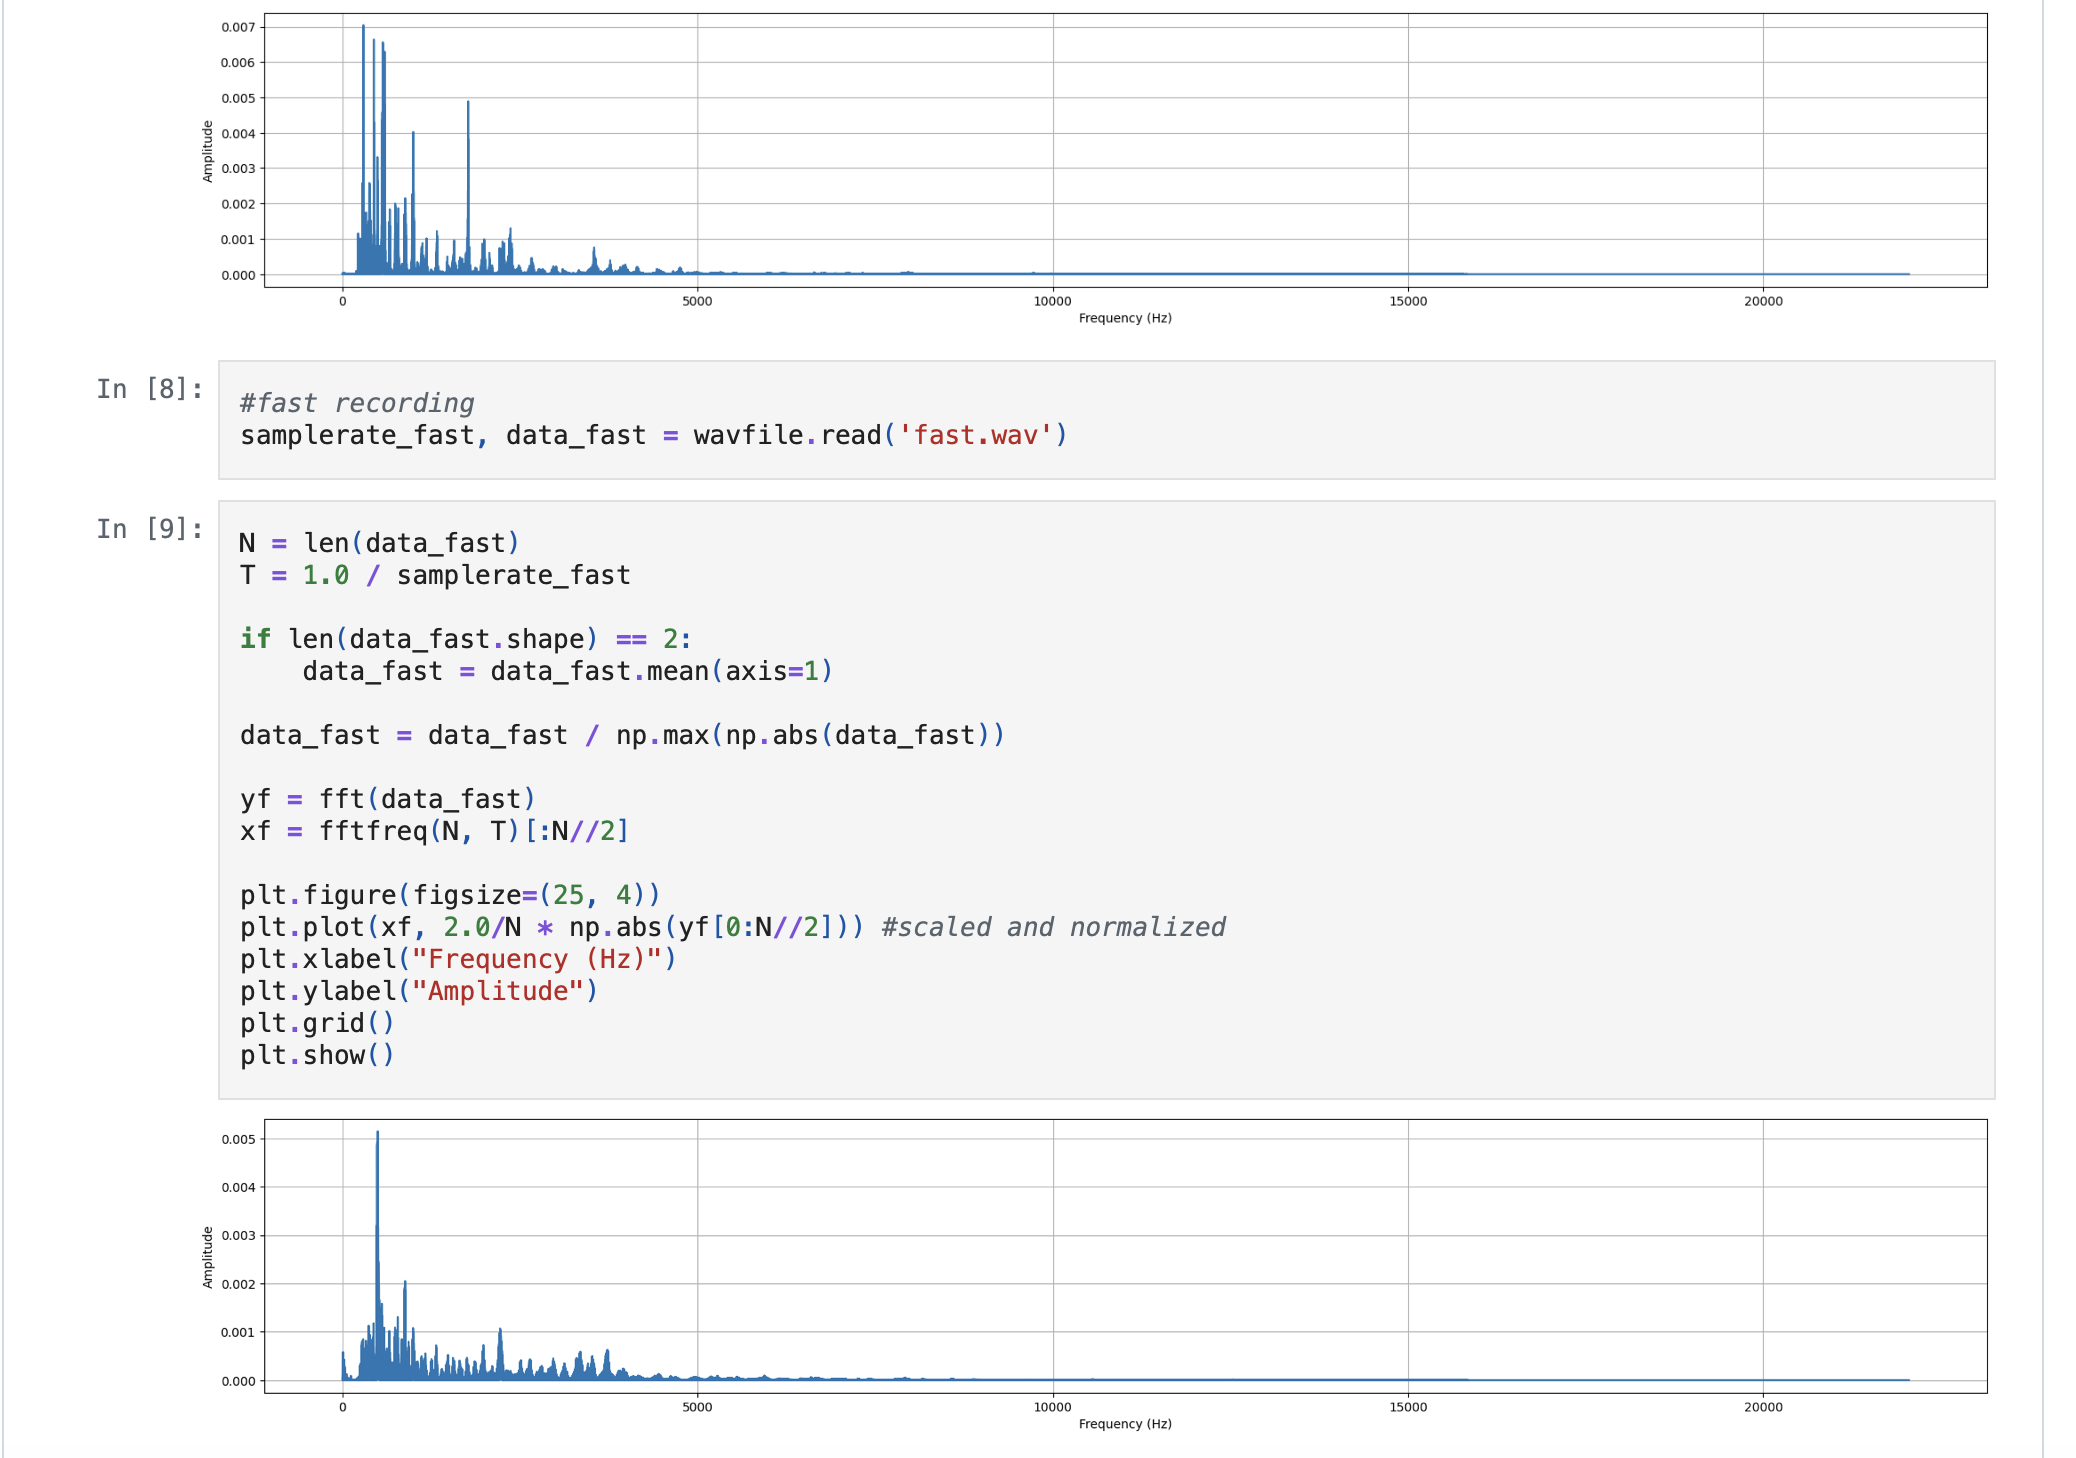 0.007
0.006
0.005
0.004
0.003
0.002
0.001
0.000
Amplitude
0 5000 10000 15000 20000
Frequency (Hz)
In [8]:
#fast recording
samplerate_fast, data_fast = wavfile.read('fast.wav')
In [9]:
N = len(data_fast)
T = 1.0 / samplerate_fast
if len(data_fast.shape) == 2:
    data_fast = data_fast.mean(axis=1)
data_fast = data_fast / np.max(np.abs(data_fast))
yf = fft(data_fast)
xf = fftfreq(N, T)[:N//2]
plt.figure(figsize=(25, 4))
plt.plot(xf, 2.0/N * np.abs(yf[0:N//2])) #scaled and normalized
plt.xlabel("Frequency (Hz)")
plt.ylabel("Amplitude")
plt.grid()
plt.show()
0.005
0.004
0.003
0.002
0.001
0.000
Amplitude
0 5000 10000 15000 20000
Frequency (Hz)